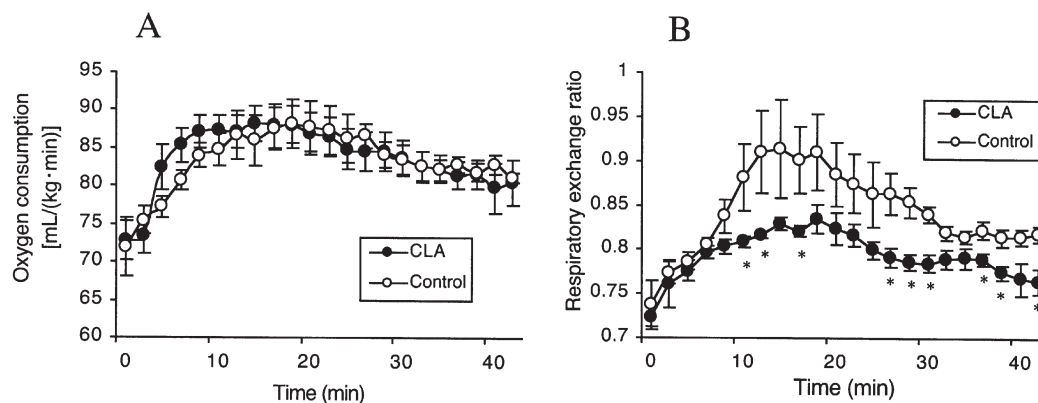 A
Oxygen consumption
[mL/(kg·min)]
95
90
85
80
75
70
65
60
CLA
Control
0
10
20
30
40
Time (min)
B
Respiratory exchange ratio
1
0.95
0.9
0.85
0.8
0.75
0.7
CLA
Control
* * * * * * * * *
0
10
20
30
40
Time (min)